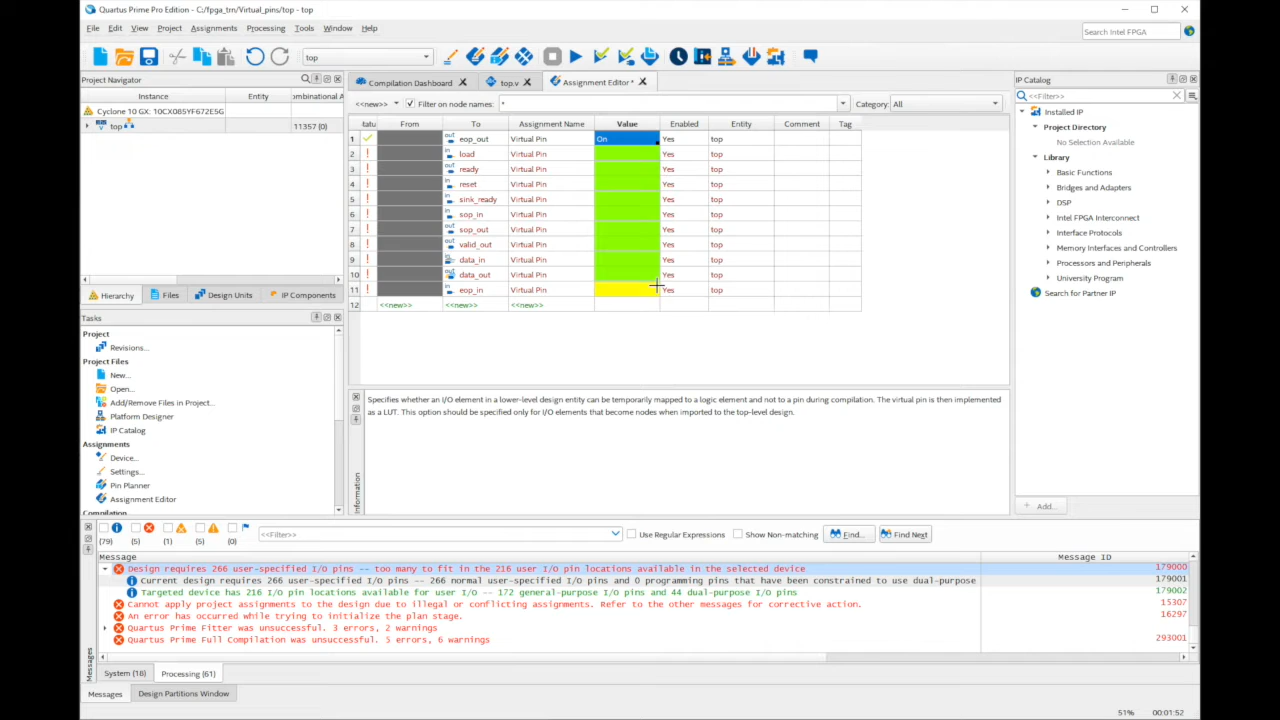 Quartus Prime Pro Edition - C:/fpga_trn/Virtual_pins/top - top
File Edit View Project Assignments Processing Tools Window Help
Search Intel FPGA
top
Project Navigator
Instance Entity ombinational A
Cyclone 10 GX: 10CX085YF672E5G
top 11357 (0)
Hierarchy Files Design Units IP Components
Tasks
Project
Revisions...
Project Files
New...
Open...
Add/Remove Files in Project...
Platform Designer
IP Catalog
Assignments
Device...
Settings...
Pin Planner
Assignment Editor
Compilation
Compilation Dashboard top.v Assignment Editor *
<<new>> Filter on node names: * Category: All
tatu From To Assignment Name Value Enabled Entity Comment Tag
1 out eop_out Virtual Pin On Yes top
2 ! in load Virtual Pin Yes top
3 ! out ready Virtual Pin Yes top
4 ! in reset Virtual Pin Yes top
5 ! in sink_ready Virtual Pin Yes top
6 ! in sop_in Virtual Pin Yes top
7 ! out sop_out Virtual Pin Yes top
8 ! out valid_out Virtual Pin Yes top
9 ! in data_in Virtual Pin Yes top
10 ! out data_out Virtual Pin Yes top
11 ! in eop_in Virtual Pin Yes top
12 <<new>> <<new>> <<new>>
Specifies whether an I/O element in a lower-level design entity can be temporarily mapped to a logic element and not to a pin during compilation. The virtual pin is then implemented
as a LUT. This option should be specified only for I/O elements that become nodes when imported to the top-level design.
Information
IP Catalog
<<Filter>>
Installed IP
Project Directory
No Selection Available
Library
Basic Functions
Bridges and Adapters
DSP
Intel FPGA Interconnect
Interface Protocols
Memory Interfaces and Controllers
Processors and Peripherals
University Program
Search for Partner IP
+ Add...
(79) (5) (1) (5) (0)
<<Filter>> Use Regular Expressions Show Non-matching Find... Find Next
Message Message ID
Design requires 266 user-specified I/O pins -- too many to fit in the 216 user I/O pin locations available in the selected device 179000
Current design requires 266 user-specified I/O pins -- 266 normal user-specified I/O pins and 0 programming pins that have been constrained to use dual-purpose 179001
Targeted device has 216 I/O pin locations available for user I/O -- 172 general-purpose I/O pins and 44 dual-purpose I/O pins 179002
Cannot apply project assignments to the design due to illegal or conflicting assignments. Refer to the other messages for corrective action. 15307
An error has occurred while trying to initialize the plan stage. 16297
Quartus Prime Fitter was unsuccessful. 3 errors, 2 warnings
Quartus Prime Full Compilation was unsuccessful. 5 errors, 6 warnings 293001
Messages
System (18) Processing (61)
Messages Design Partitions Window
51% 00:01:52